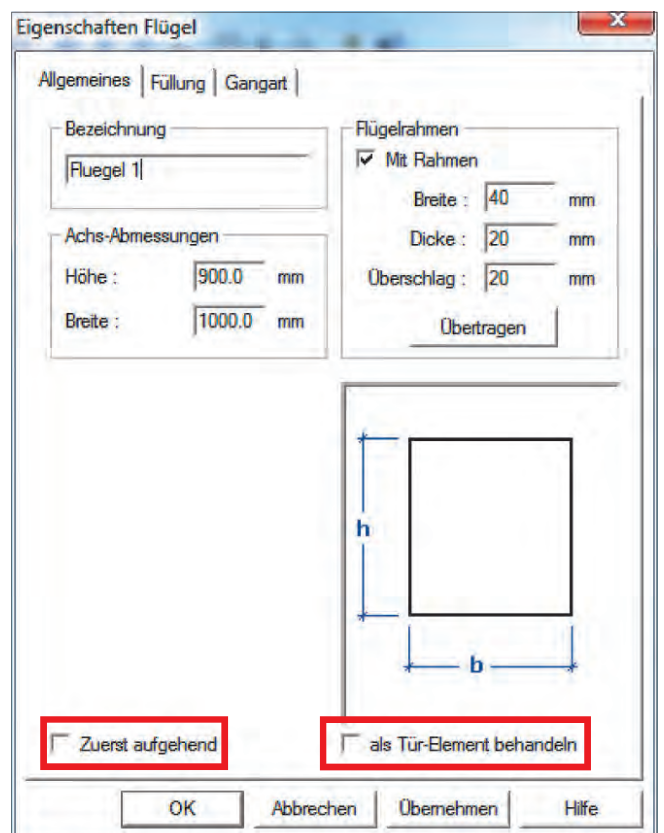 Eigenschaften Flügel
X
Allgemeines Füllung Gangart
Bezeichnung
Fluegel 1
Achs-Abmessungen
Höhe : 900.0 mm
Breite : 1000.0 mm
Flügelrahmen
Mit Rahmen
Breite : 40 mm
Dicke : 20 mm
Überschlag : 20 mm
Übertragen
h
b
Zuerst aufgehend
als Tür-Element behandeln
OK Abbrechen Übernehmen Hilfe